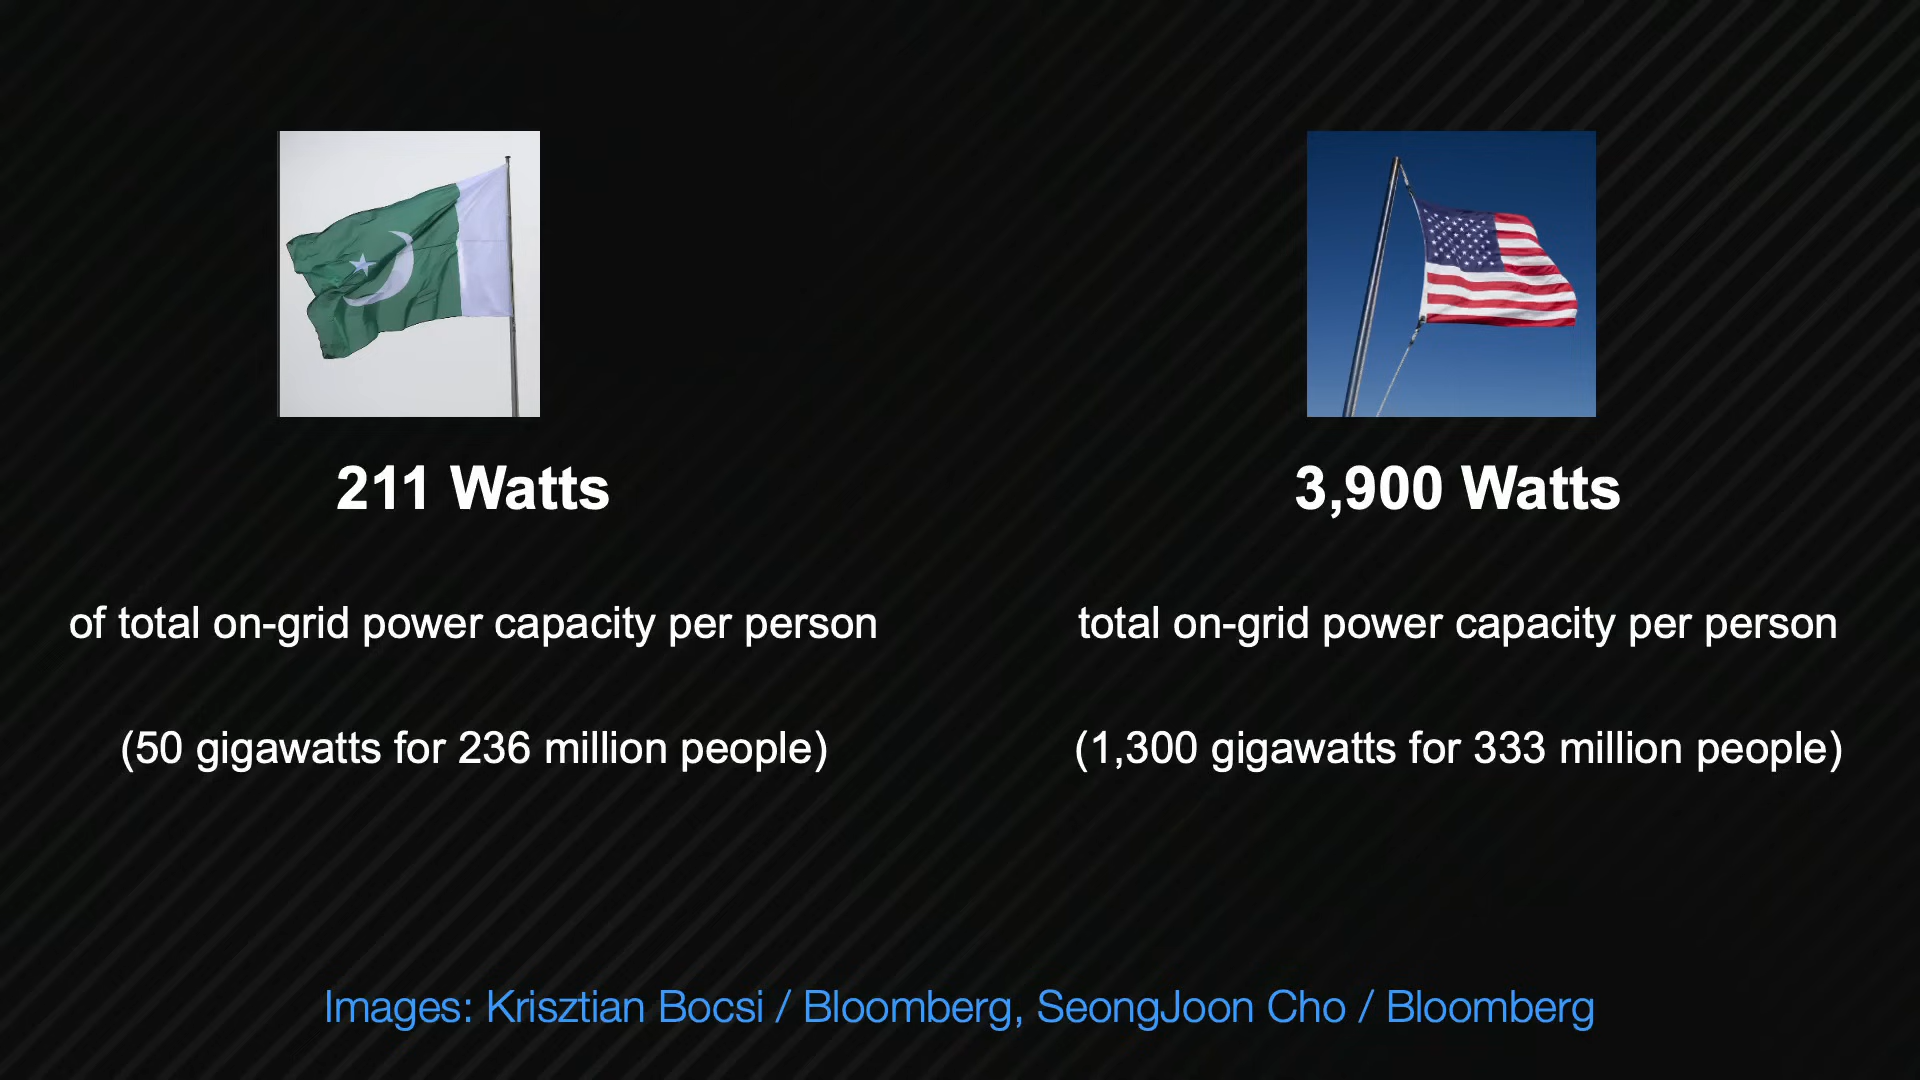 211 Watts
of total on-grid power capacity per person
(50 gigawatts for 236 million people)
3,900 Watts
total on-grid power capacity per person
(1,300 gigawatts for 333 million people)
Images: Krisztian Bocsi / Bloomberg, SeongJoon Cho / Bloomberg